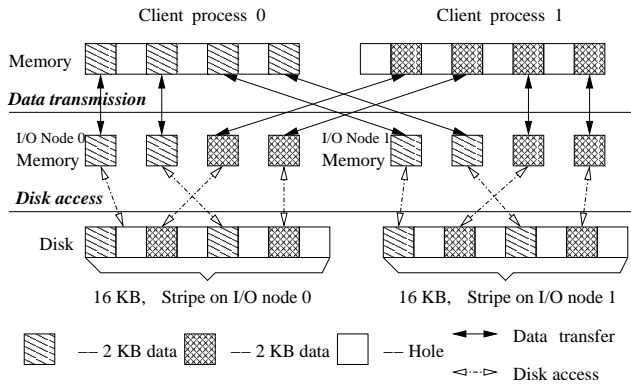 Client process 0
Client process 1
Memory
Data transmission
I/O Node 0
Memory
I/O Node 1
Memory
Disk access
Disk
16 KB, Stripe on I/O node 0
16 KB, Stripe on I/O node 1
−− 2 KB data
−− 2 KB data
−− Hole
Data transfer
Disk access